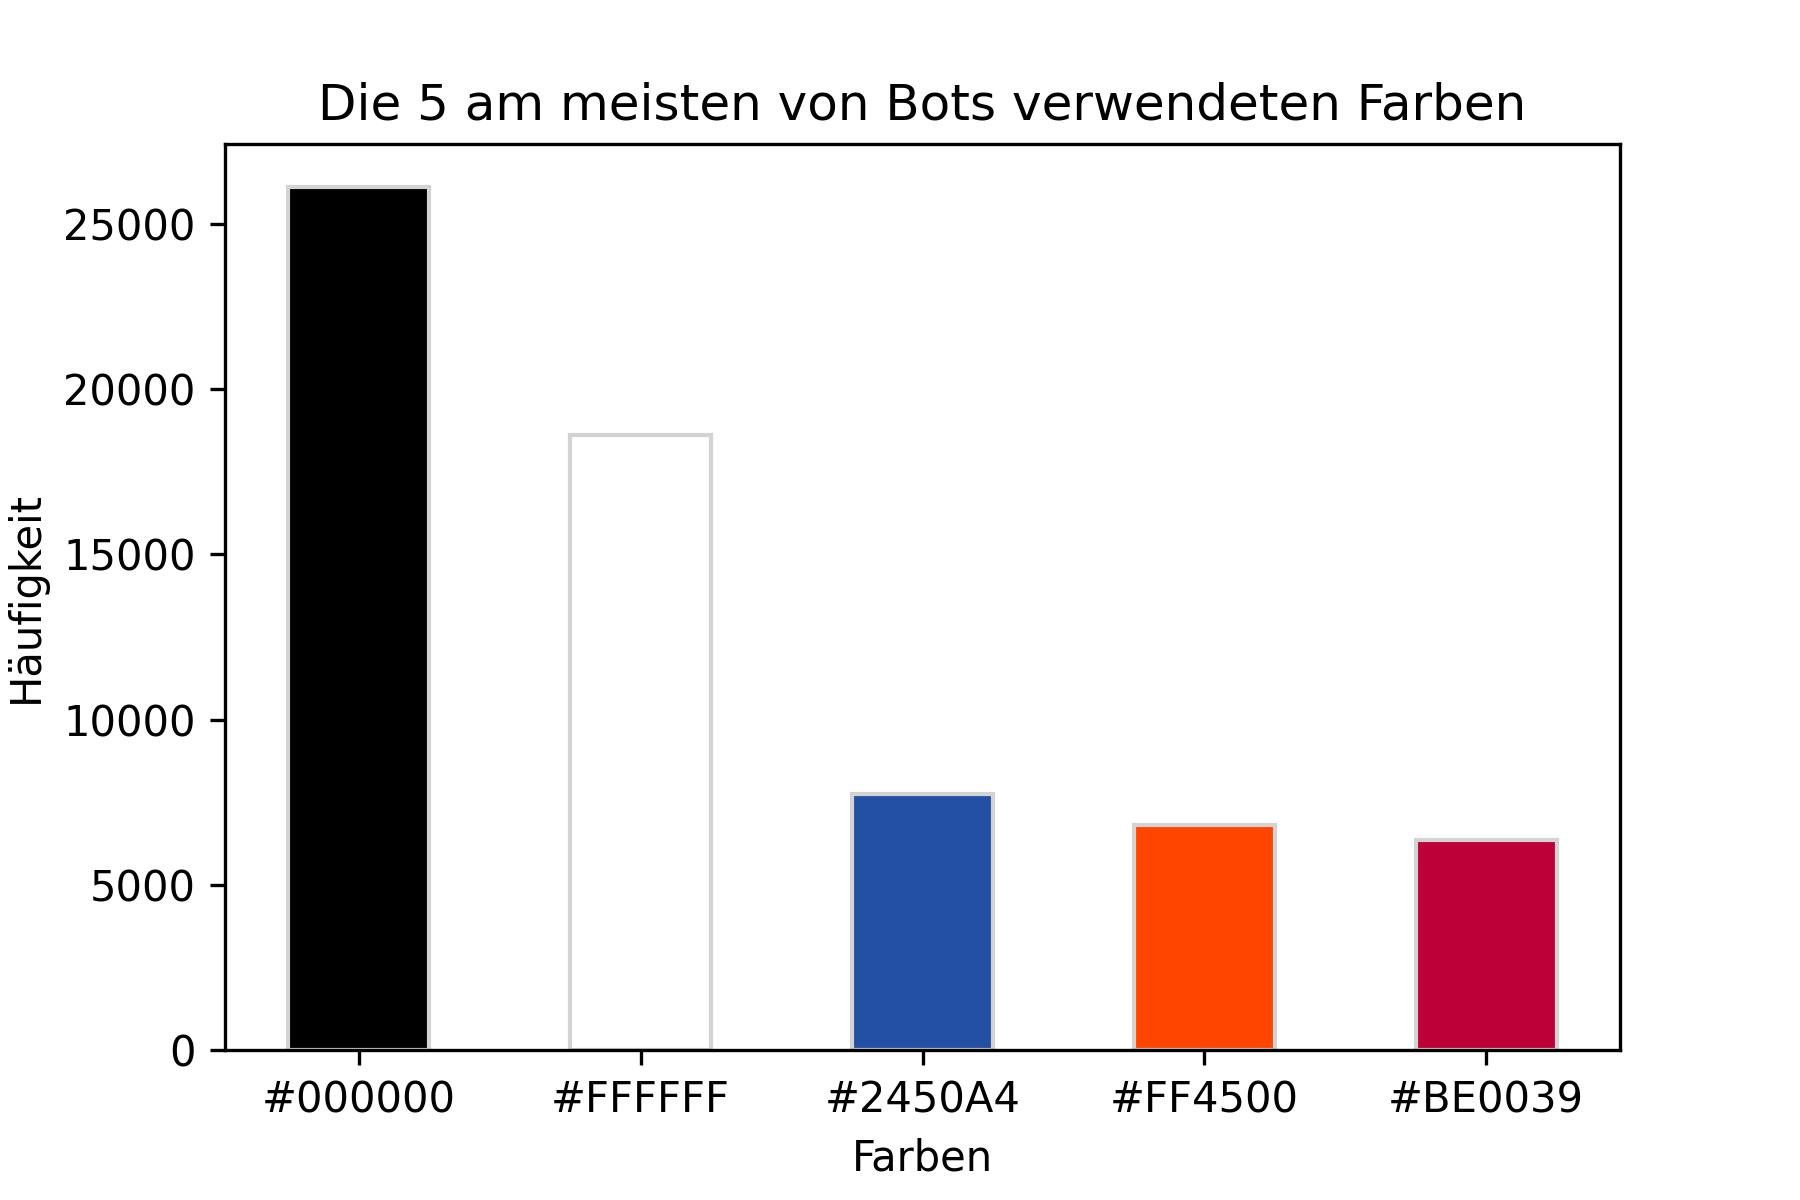 Die 5 am meisten von Bots verwendeten Farben
Häufigkeit
25000
20000
15000
10000
5000
0
#000000 #FFFFFF #2450A4 #FF4500 #BE0039
Farben